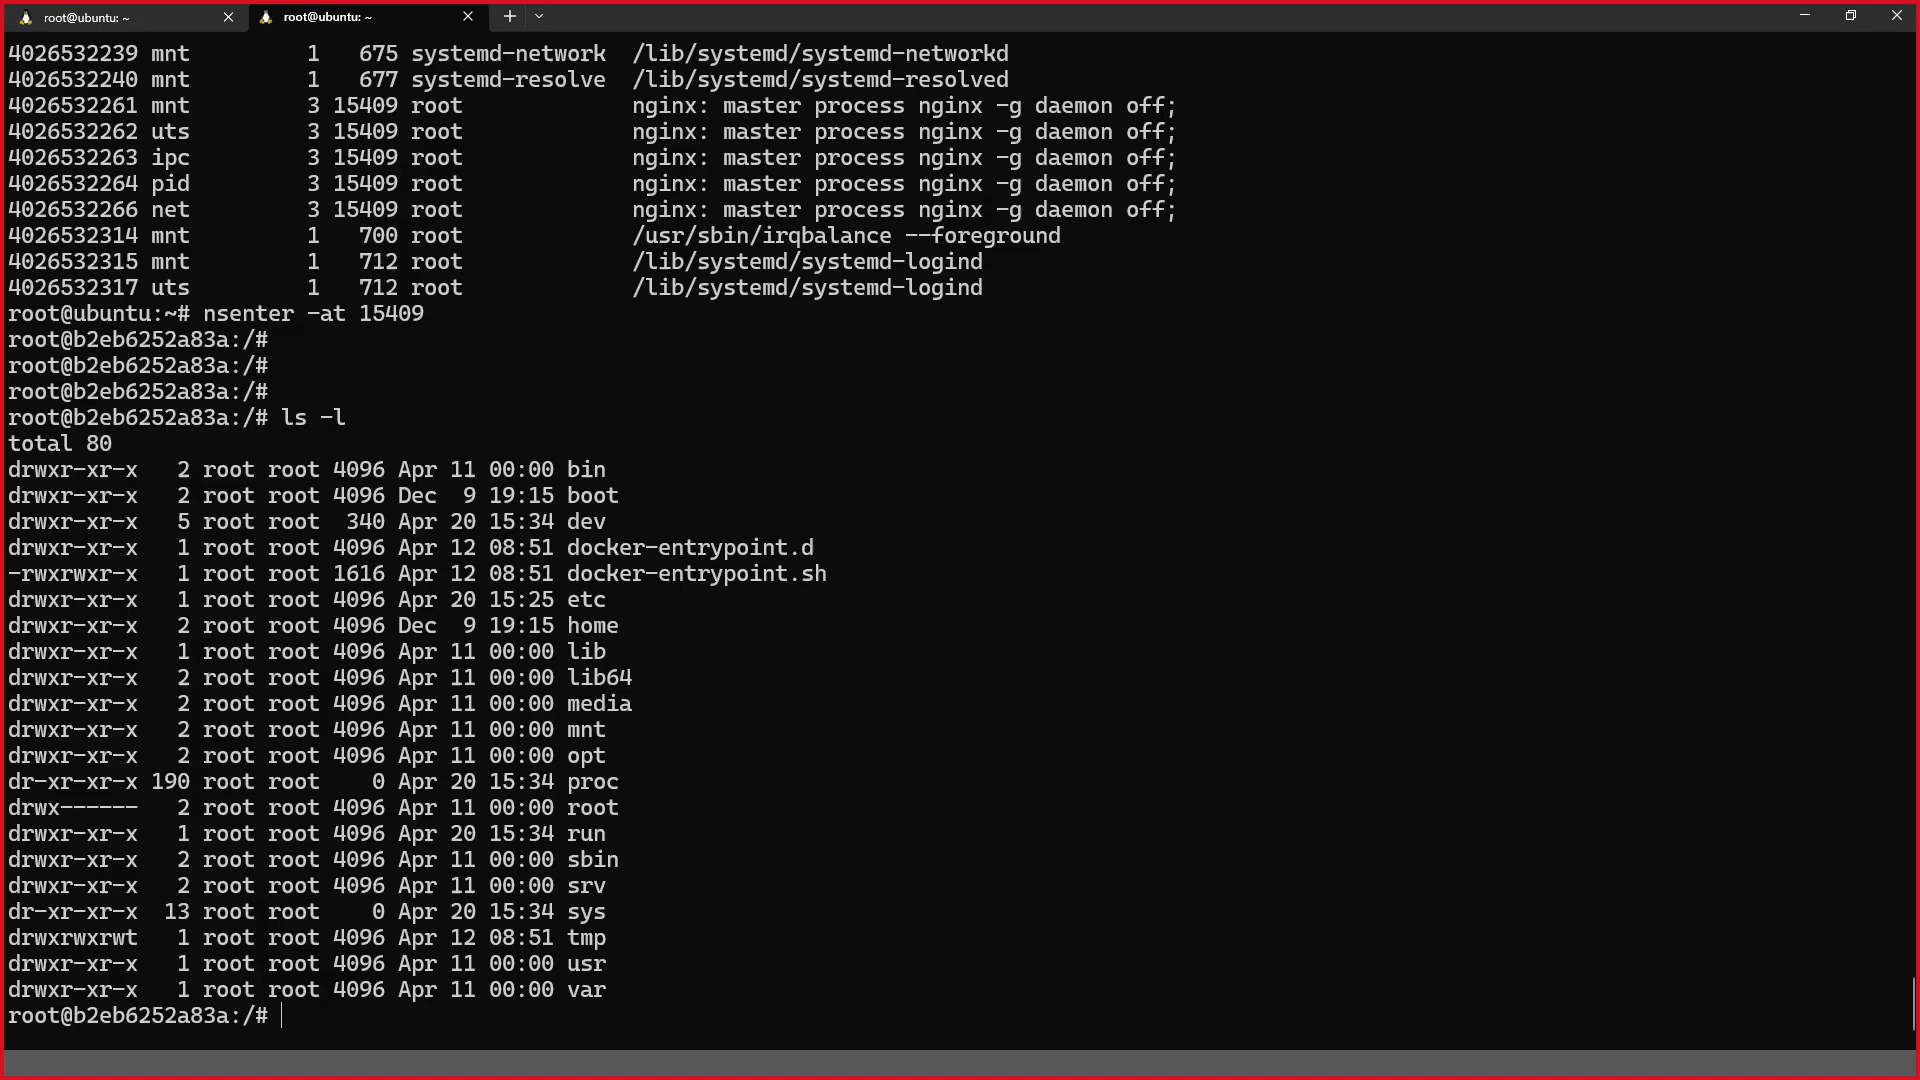 root@ubuntu: ~
root@ubuntu: ~
4026532239 mnt         1   675 systemd-network  /lib/systemd/systemd-networkd
4026532240 mnt         1   677 systemd-resolve  /lib/systemd/systemd-resolved
4026532261 mnt         3 15409 root             nginx: master process nginx -g daemon off;
4026532262 uts         3 15409 root             nginx: master process nginx -g daemon off;
4026532263 ipc         3 15409 root             nginx: master process nginx -g daemon off;
4026532264 pid         3 15409 root             nginx: master process nginx -g daemon off;
4026532266 net         3 15409 root             nginx: master process nginx -g daemon off;
4026532314 mnt         1   700 root             /usr/sbin/irqbalance --foreground
4026532315 mnt         1   712 root             /lib/systemd/systemd-logind
4026532317 uts         1   712 root             /lib/systemd/systemd-logind
root@ubuntu:~# nsenter -at 15409
root@b2eb6252a83a:/#
root@b2eb6252a83a:/#
root@b2eb6252a83a:/#
root@b2eb6252a83a:/# ls -l
total 80
drwxr-xr-x   2 root root 4096 Apr 11 00:00 bin
drwxr-xr-x   2 root root 4096 Dec  9 19:15 boot
drwxr-xr-x   5 root root  340 Apr 20 15:34 dev
drwxr-xr-x   1 root root 4096 Apr 12 08:51 docker-entrypoint.d
-rwxrwxr-x   1 root root 1616 Apr 12 08:51 docker-entrypoint.sh
drwxr-xr-x   1 root root 4096 Apr 20 15:25 etc
drwxr-xr-x   2 root root 4096 Dec  9 19:15 home
drwxr-xr-x   1 root root 4096 Apr 11 00:00 lib
drwxr-xr-x   2 root root 4096 Apr 11 00:00 lib64
drwxr-xr-x   2 root root 4096 Apr 11 00:00 media
drwxr-xr-x   2 root root 4096 Apr 11 00:00 mnt
drwxr-xr-x   2 root root 4096 Apr 11 00:00 opt
dr-xr-xr-x 190 root root    0 Apr 20 15:34 proc
drwx------   2 root root 4096 Apr 11 00:00 root
drwxr-xr-x   1 root root 4096 Apr 20 15:34 run
drwxr-xr-x   2 root root 4096 Apr 11 00:00 sbin
drwxr-xr-x   2 root root 4096 Apr 11 00:00 srv
dr-xr-xr-x  13 root root    0 Apr 20 15:34 sys
drwxrwxrwt   1 root root 4096 Apr 12 08:51 tmp
drwxr-xr-x   1 root root 4096 Apr 11 00:00 usr
drwxr-xr-x   1 root root 4096 Apr 11 00:00 var
root@b2eb6252a83a:/#